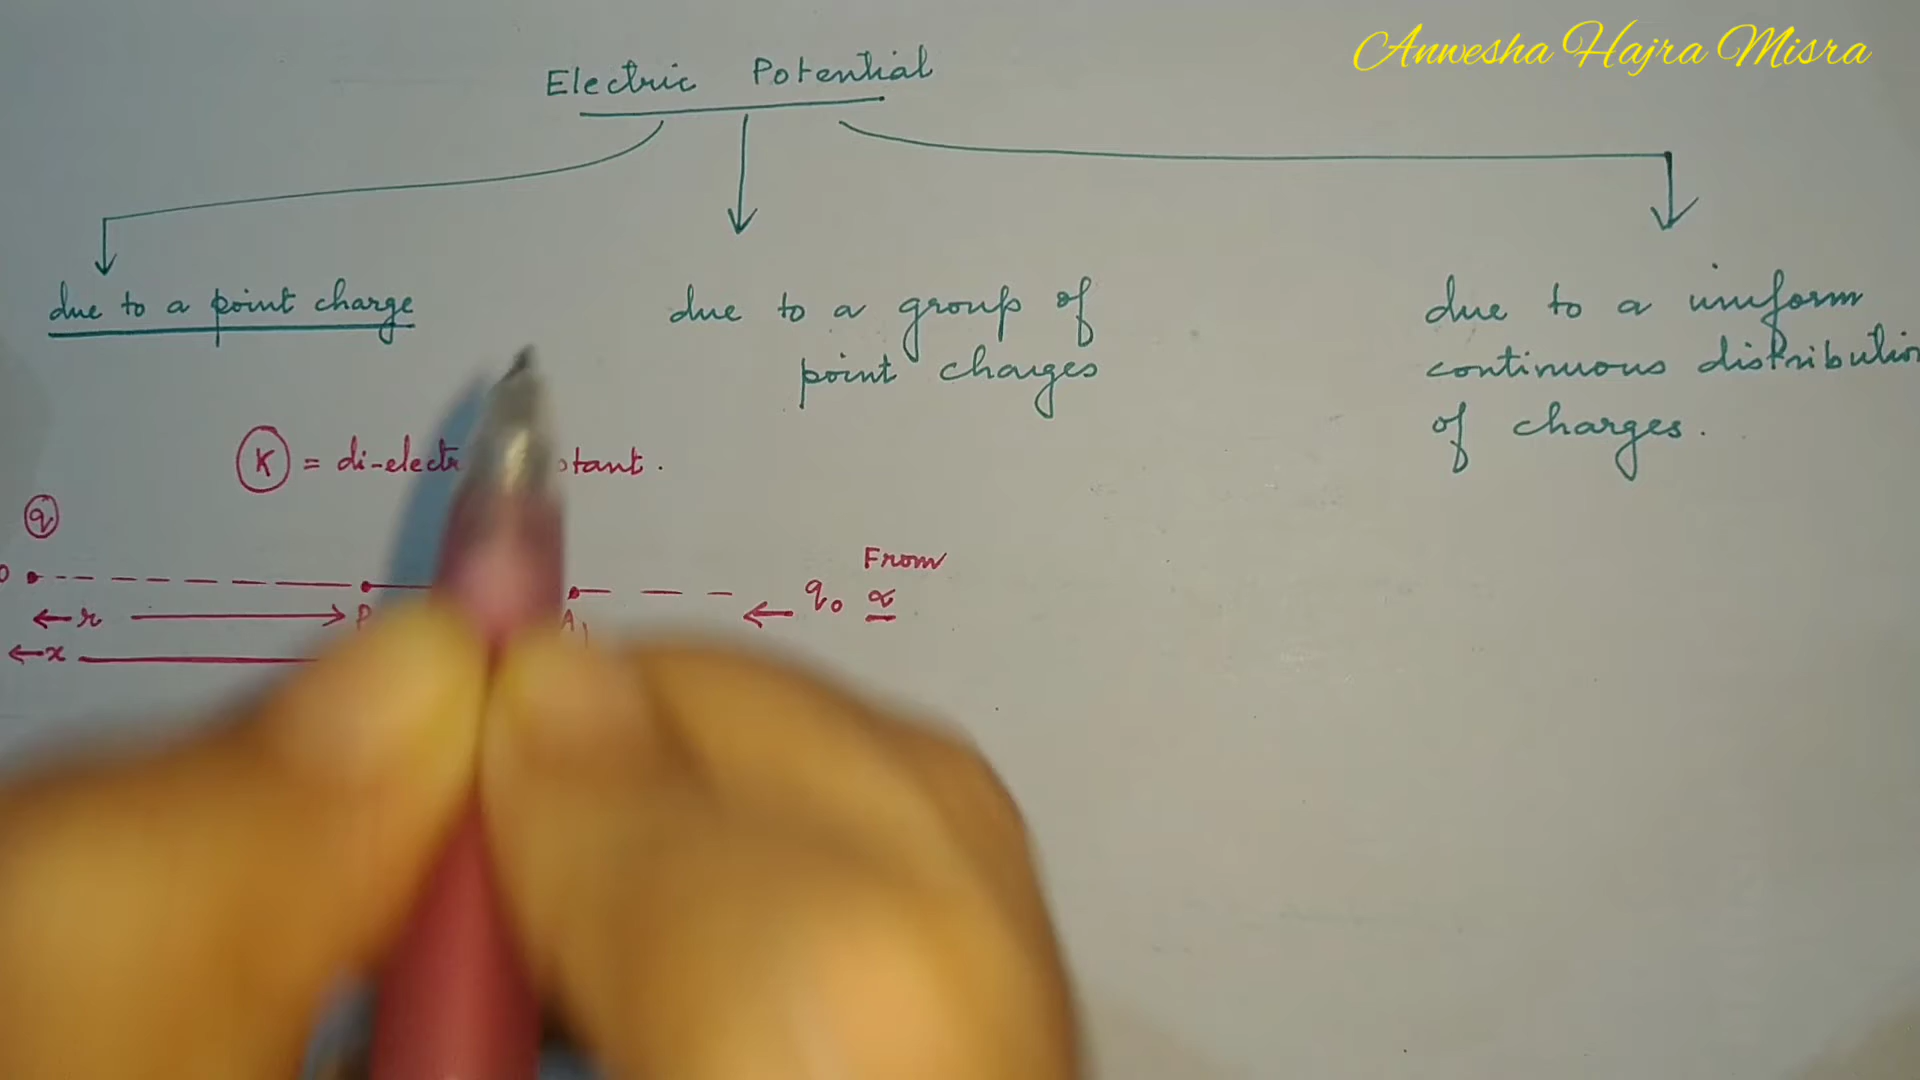 Anwesha Hajra Misra
Electric Potential
due to a point charge
due to a group of
point charges
due to a uniform
continuous distribution
of charges.
K = di-electr stant.
q
From
q₀ ∝
r P A
x